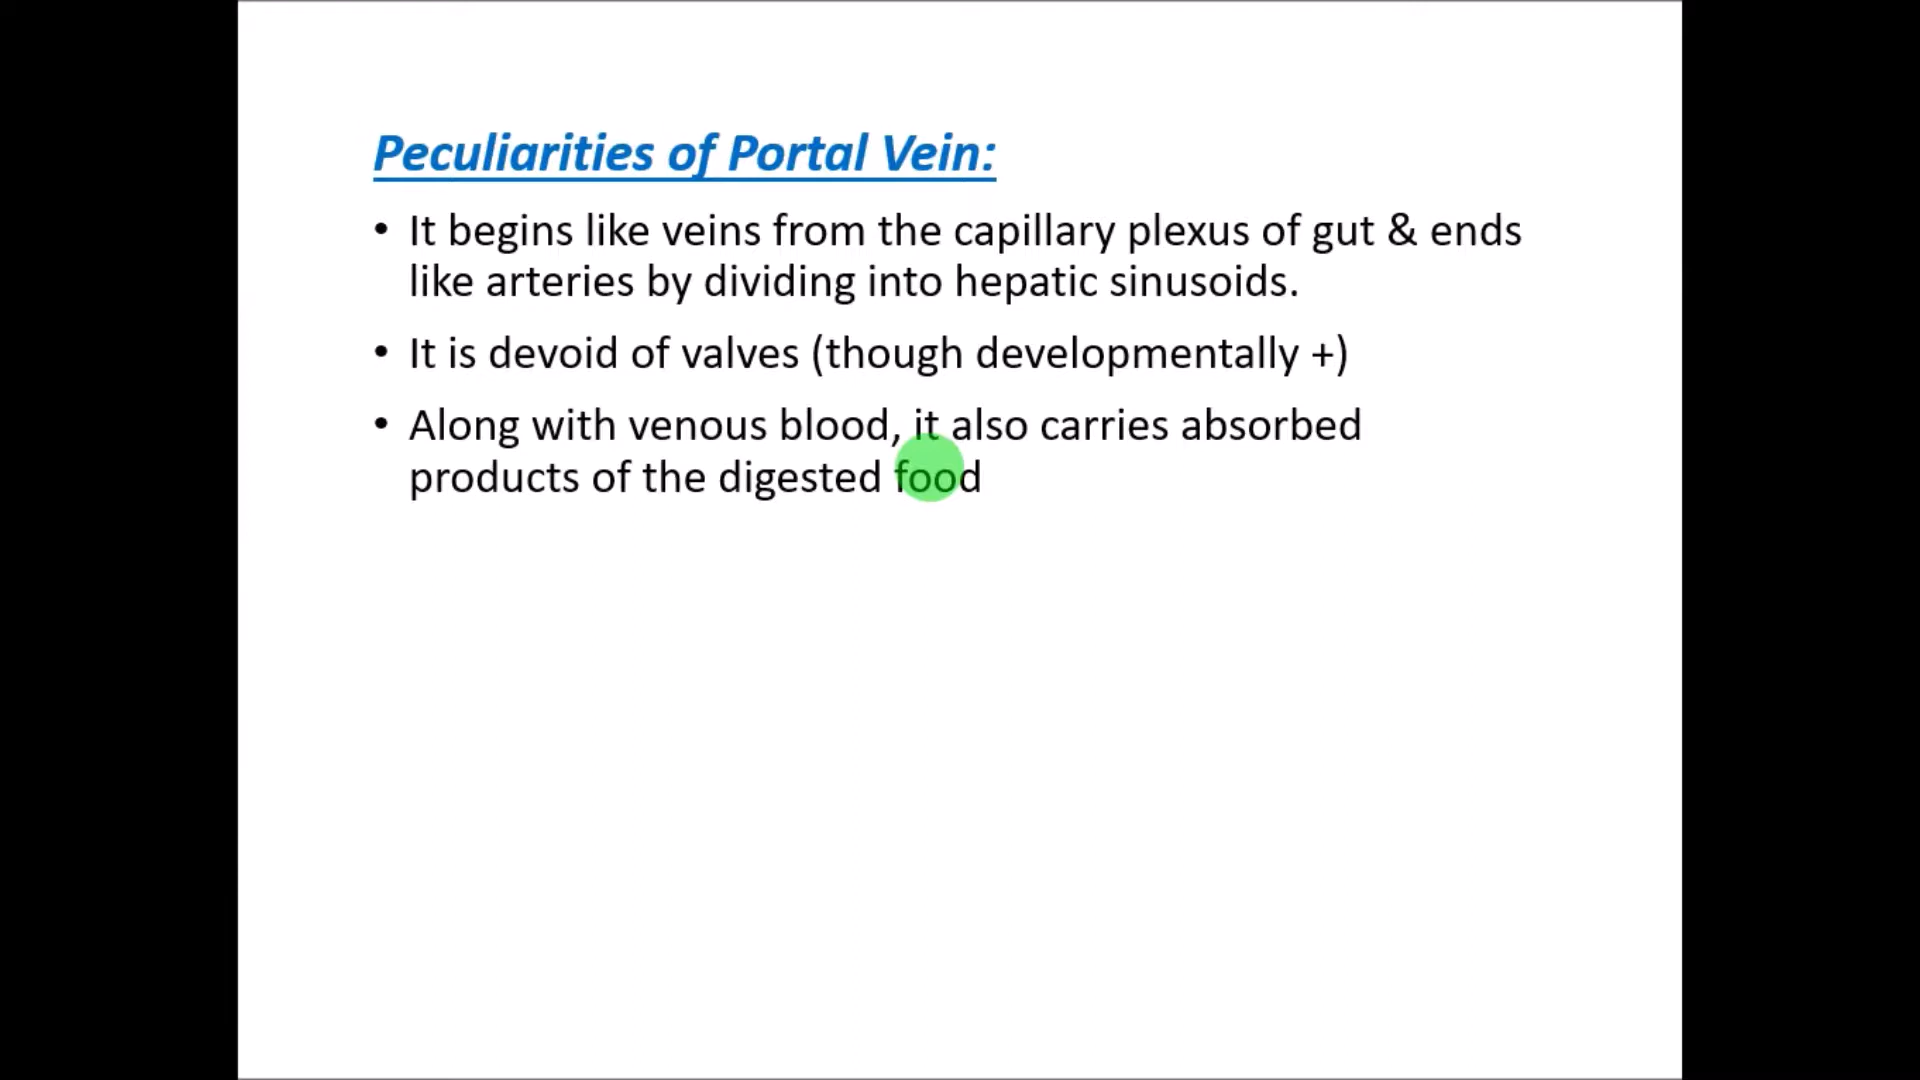 Peculiarities of Portal Vein:
• It begins like veins from the capillary plexus of gut & ends
like arteries by dividing into hepatic sinusoids.
• It is devoid of valves (though developmentally +)
• Along with venous blood, it also carries absorbed
products of the digested food